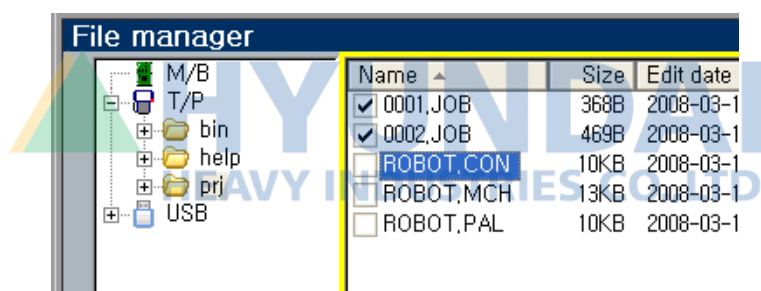 File manager
M/B
T/P
bin
help
prj
USB
Name Size Edit date
0001.JOB 368B 2008-03-1
0002.JOB 469B 2008-03-1
ROBOT.CON 10KB 2008-03-1
ROBOT.MCH 13KB 2008-03-1
ROBOT.PAL 10KB 2008-03-1
HYUNDAI
HEAVY INDUSTRIES CO.LTD